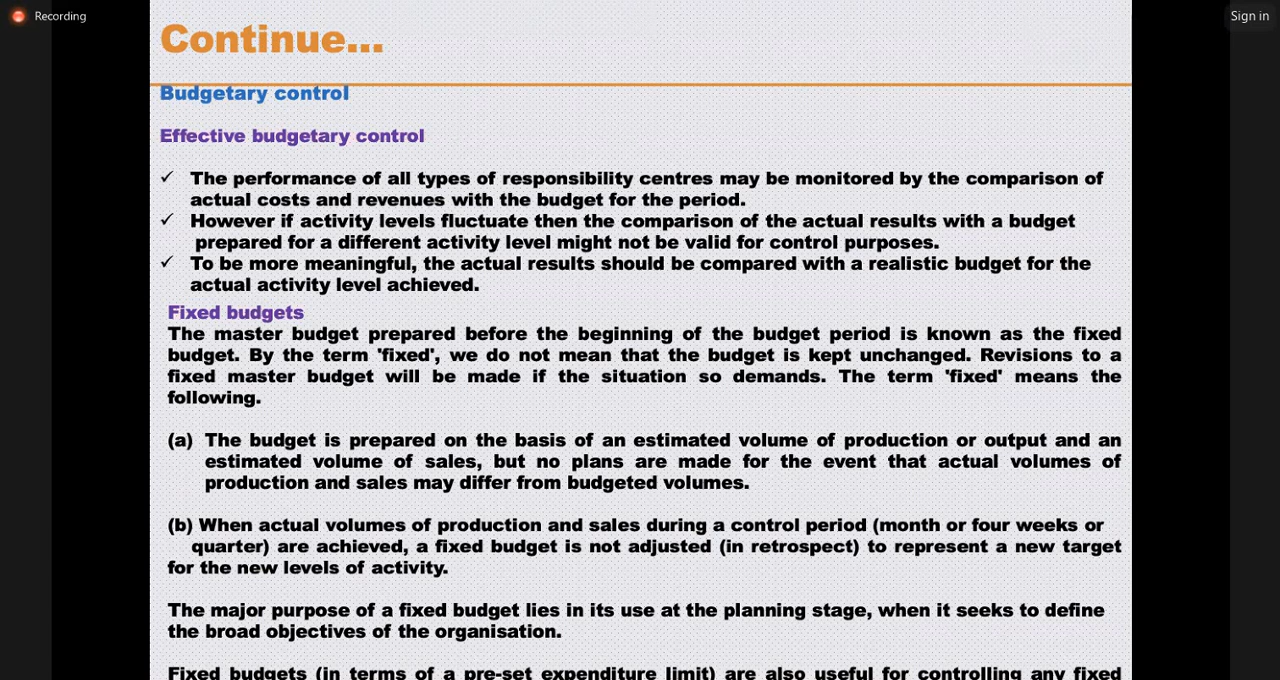 Recording
Sign in
Continue...
Budgetary control
Effective budgetary control
✓ The performance of all types of responsibility centres may be monitored by the comparison of
actual costs and revenues with the budget for the period.
✓ However if activity levels fluctuate then the comparison of the actual results with a budget
prepared for a different activity level might not be valid for control purposes.
✓ To be more meaningful, the actual results should be compared with a realistic budget for the
actual activity level achieved.
Fixed budgets
The master budget prepared before the beginning of the budget period is known as the fixed
budget. By the term 'fixed', we do not mean that the budget is kept unchanged. Revisions to a
fixed master budget will be made if the situation so demands. The term 'fixed' means the
following.
(a) The budget is prepared on the basis of an estimated volume of production or output and an
estimated volume of sales, but no plans are made for the event that actual volumes of
production and sales may differ from budgeted volumes.
(b) When actual volumes of production and sales during a control period (month or four weeks or
quarter) are achieved, a fixed budget is not adjusted (in retrospect) to represent a new target
for the new levels of activity.
The major purpose of a fixed budget lies in its use at the planning stage, when it seeks to define
the broad objectives of the organisation.
Fixed budgets (in terms of a pre-set expenditure limit) are also useful for controlling any fixed